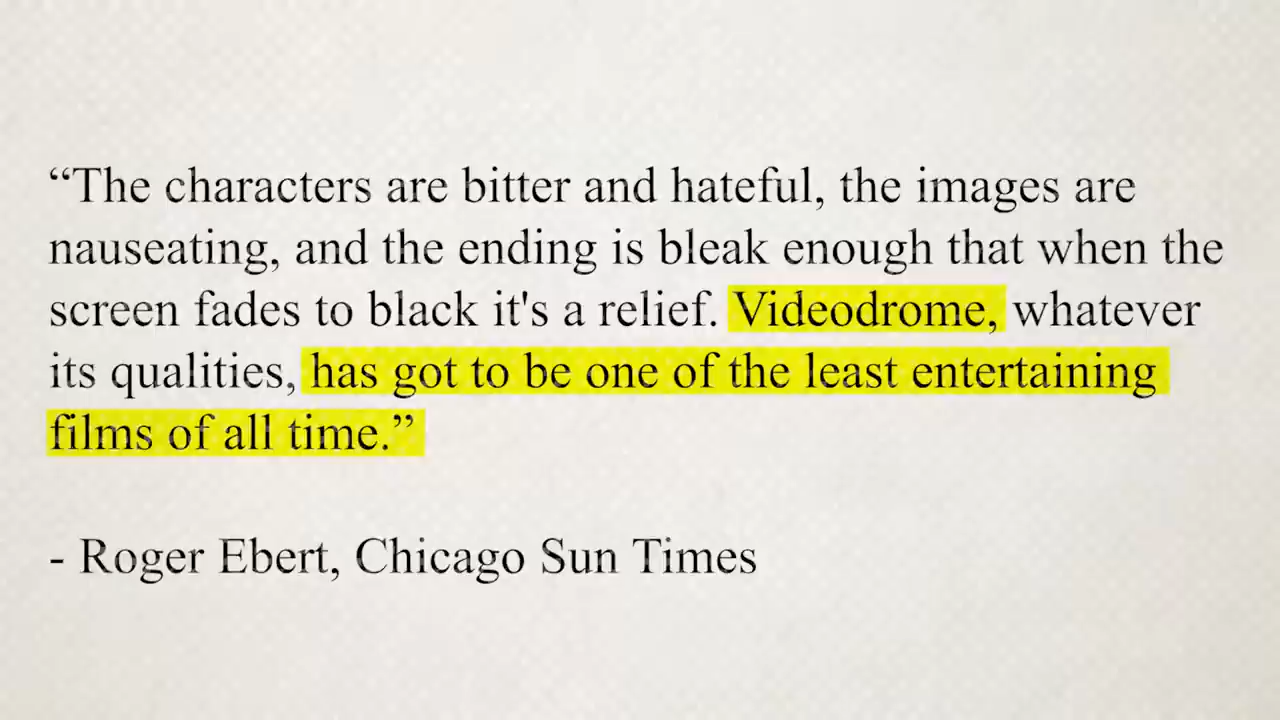 “The characters are bitter and hateful, the images are
nauseating, and the ending is bleak enough that when the
screen fades to black it's a relief. Videodrome, whatever
its qualities, has got to be one of the least entertaining
films of all time.”
- Roger Ebert, Chicago Sun Times